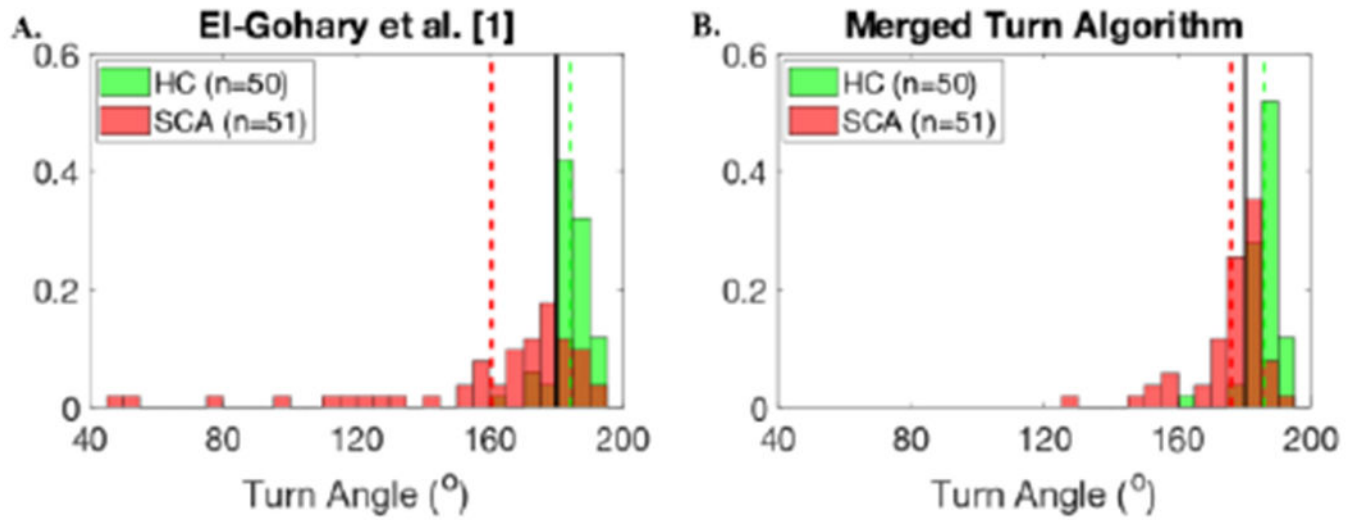 A. El-Gohary et al. [1]
0.6
HC (n=50)
SCA (n=51)
0.4
0.2
0
40 80 120 160 200
Turn Angle (º)
B. Merged Turn Algorithm
0.6
HC (n=50)
SCA (n=51)
0.4
0.2
0
40 80 120 160 200
Turn Angle (º)